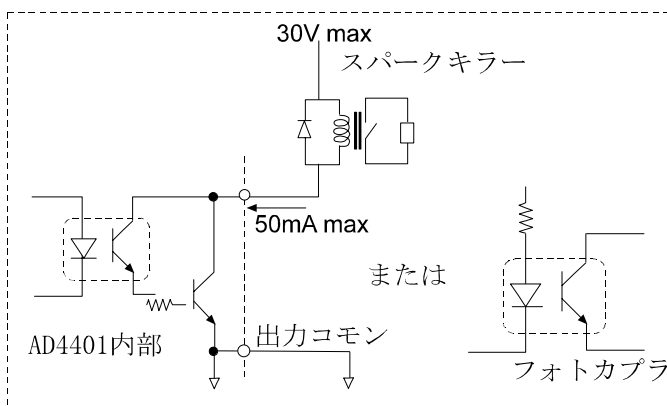 30V max
スパークキラー
50mA max
または
AD4401内部
出力コモン
フォトカプラ